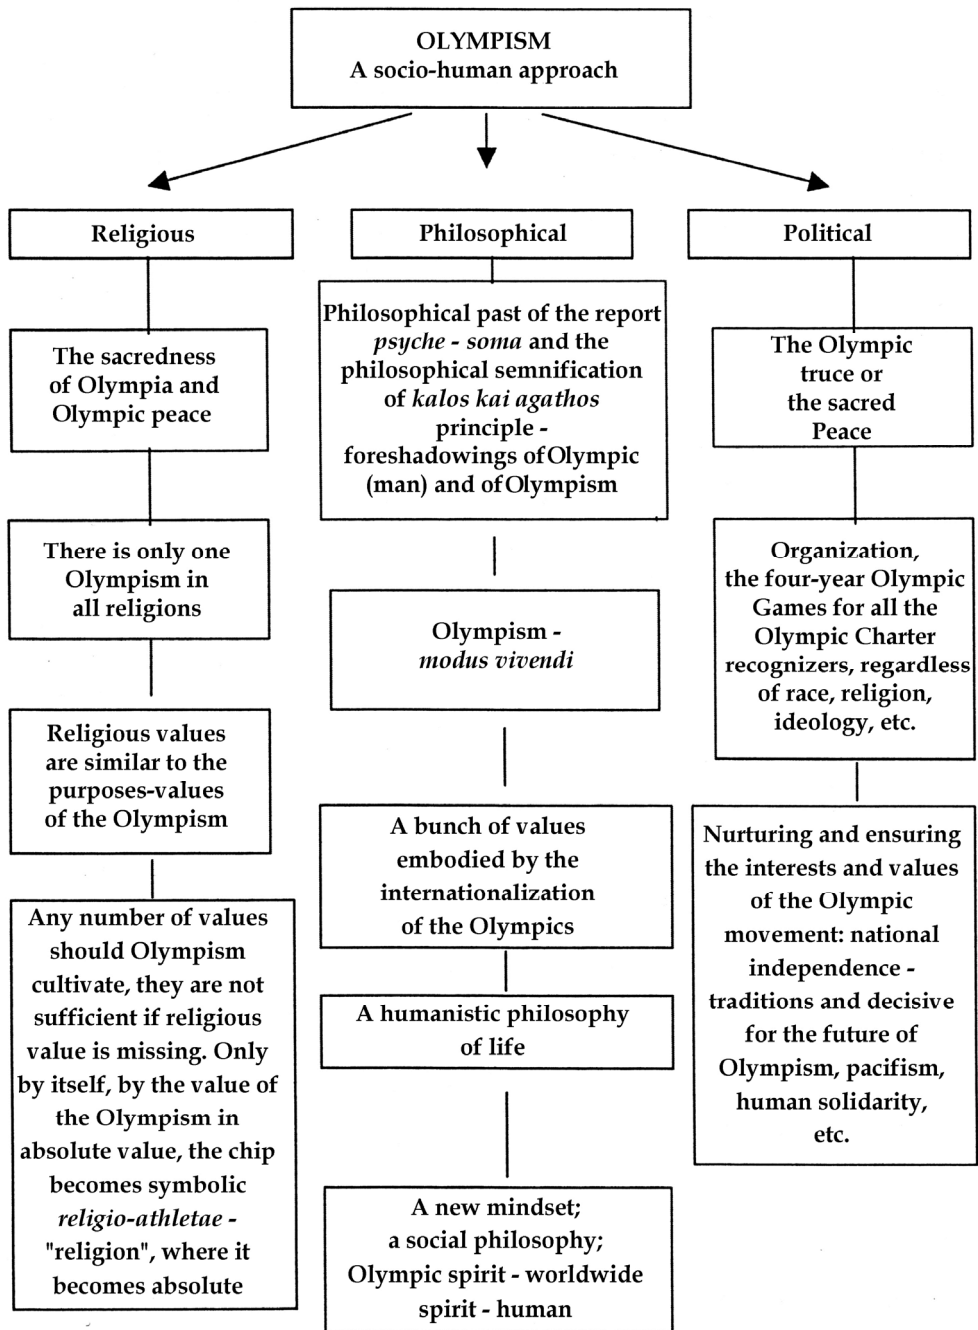 OLYMPISM
A socio-human approach
Religious
The sacredness
of Olympia and
Olympic peace
There is only one
Olympism in
all religions
Religious values
are similar to the
purposes-values
of the Olympism
Any number of values
should Olympism
cultivate, they are not
sufficient if religious
value is missing. Only
by itself, by the value of
the Olympism in
absolute value, the chip
becomes symbolic
religio-athletae -
"religion", where it
becomes absolute
Philosophical
Philosophical past of the report
psyche - soma and the
philosophical semnification
of kalos kai agathos
principle -
foreshadowings of Olympic
(man) and of Olympism
Olympism -
modus vivendi
A bunch of values
embodied by the
internationalization
of the Olympics
A humanistic philosophy
of life
A new mindset;
a social philosophy;
Olympic spirit - worldwide
spirit - human
Political
The Olympic
truce or
the sacred
Peace
Organization,
the four-year Olympic
Games for all the
Olympic Charter
recognizers, regardless
of race, religion,
ideology, etc.
Nurturing and ensuring
the interests and values
of the Olympic
movement: national
independence -
traditions and decisive
for the future of
Olympism, pacifism,
human solidarity,
etc.